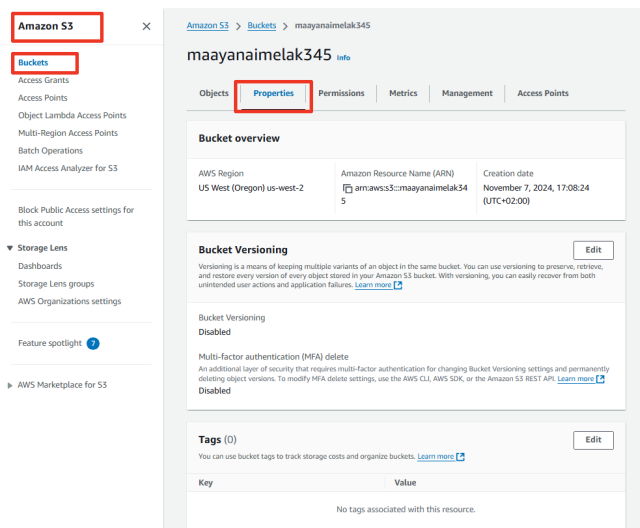 Amazon S3
Buckets
Access Grants
Access Points
Object Lambda Access Points
Multi-Region Access Points
Batch Operations
IAM Access Analyzer for S3
Block Public Access settings for
this account
Storage Lens
Dashboards
Storage Lens groups
AWS Organizations settings
Feature spotlight 7
AWS Marketplace for S3
Amazon S3 > Buckets > maayanaimelak345
maayanaimelak345 Info
Objects Properties Permissions Metrics Management Access Points
Bucket overview
AWS Region
US West (Oregon) us-west-2
Amazon Resource Name (ARN)
arn:aws:s3:::maayanaimelak34
5
Creation date
November 7, 2024, 17:08:24
(UTC+02:00)
Bucket Versioning
Edit
Versioning is a means of keeping multiple variants of an object in the same bucket. You can use versioning to preserve, retrieve,
and restore every version of every object stored in your Amazon S3 bucket. With versioning, you can easily recover from both
unintended user actions and application failures. Learn more
Bucket Versioning
Disabled
Multi-factor authentication (MFA) delete
An additional layer of security that requires multi-factor authentication for changing Bucket Versioning settings and permanently
deleting object versions. To modify MFA delete settings, use the AWS CLI, AWS SDK, or the Amazon S3 REST API. Learn more
Disabled
Tags (0)
Edit
You can use bucket tags to track storage costs and organize buckets. Learn more
Key Value
No tags associated with this resource.